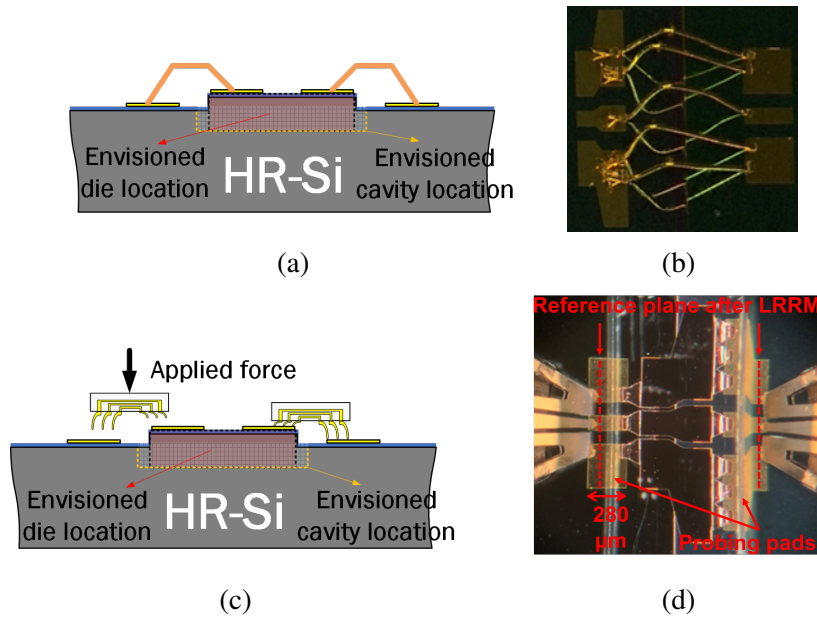 Envisioned
die location
HR-Si
Envisioned
cavity location
(a)
(b)
Applied force
Envisioned
die location
HR-Si
Envisioned
cavity location
(c)
Reference plane after LRRM
280
µm
Probing pads
(d)